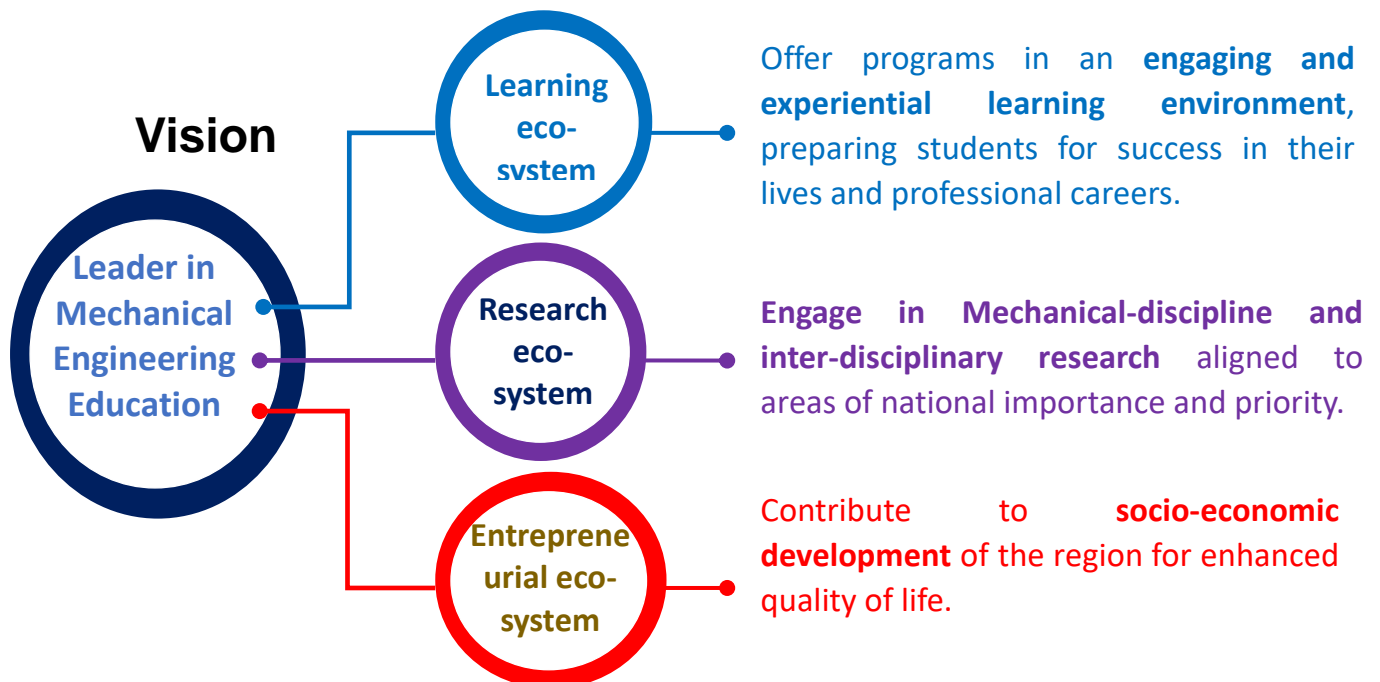 Vision
Leader in
Mechanical
Engineering
Education
Learning
eco-
system
Offer programs in an engaging and
experiential learning environment,
preparing students for success in their
lives and professional careers.
Research
eco-
system
Engage in Mechanical-discipline and
inter-disciplinary research aligned to
areas of national importance and priority.
Entreprene
urial eco-
system
Contribute to socio-economic
development of the region for enhanced
quality of life.